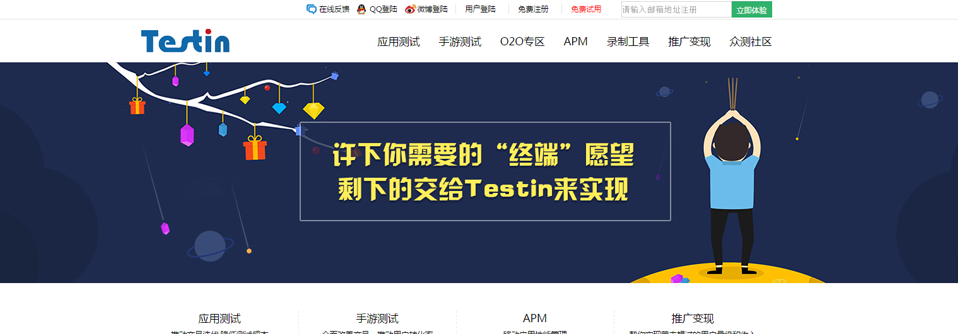 在线反馈 QQ登陆 微博登陆 用户登陆 免费注册 免费试用 请输入邮箱地址注册 立即体验
Testin
应用测试 手游测试 O2O专区 APM 录制工具 推广变现 众测社区
许下你需要的“终端”愿望
剩下的交给Testin来实现
应用测试 手游测试 APM 推广变现